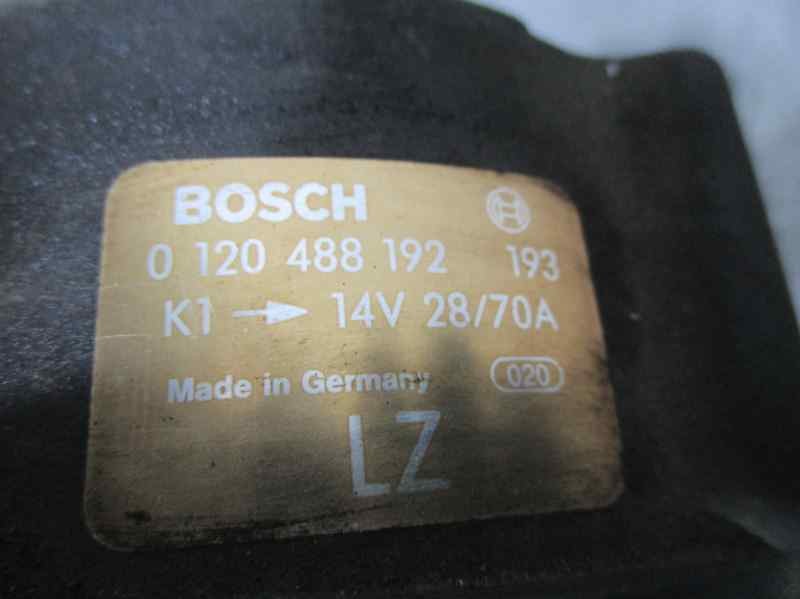 BOSCH
0 120 488 192 193
K1 → 14V 28/70A
Made in Germany 020
LZ